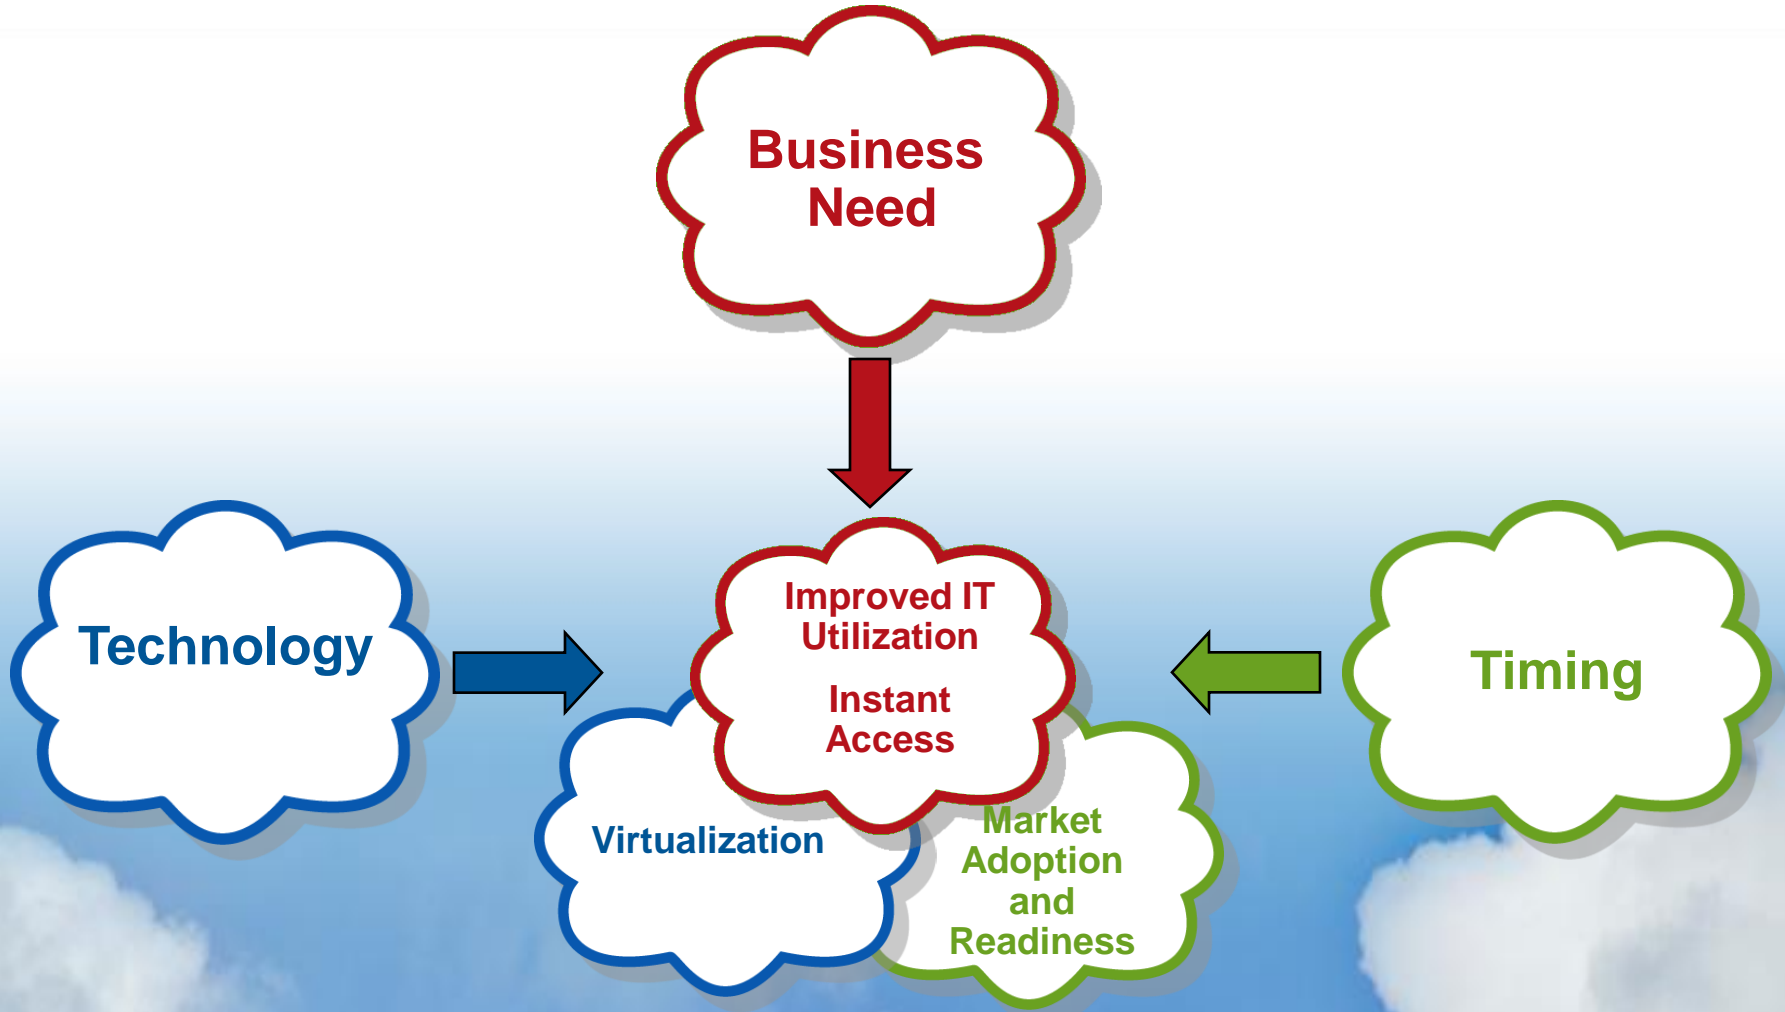 Business
Need
Technology
Improved IT
Utilization
Instant
Access
Timing
Virtualization
Market
Adoption
and
Readiness